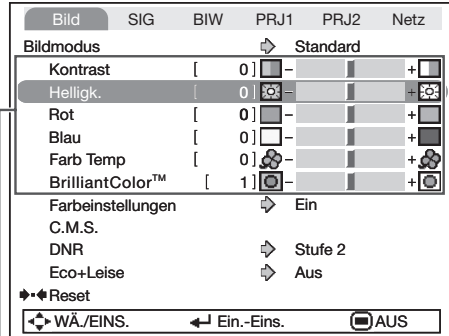 Bild SIG BIW PRJ1 PRJ2 Netz
Bildmodus Standard
Kontrast [ 0] - +
Helligk. [ 0] - +
Rot [ 0] - +
Blau [ 0] - +
Farb Temp [ 0] - +
BrilliantColor™ [ 1] - +
Farbeinstellungen Ein
C.M.S.
DNR Stufe 2
Eco+Leise Aus
Reset
WÄ./EINS. Ein.-Eins. AUS